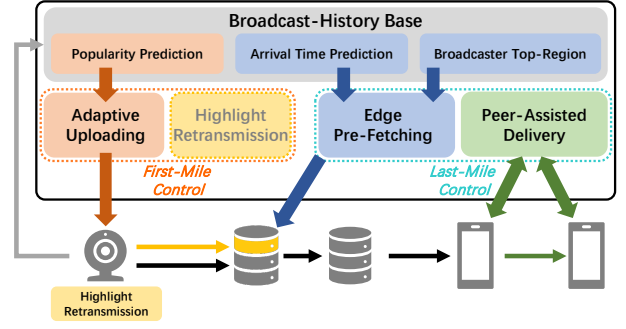 Broadcast-History Base
Popularity Prediction
Arrival Time Prediction
Broadcaster Top-Region
Adaptive
Uploading
Highlight
Retransmission
Edge
Pre-Fetching
Peer-Assisted
Delivery
First-Mile
Control
Last-Mile
Control
Highlight
Retransmission